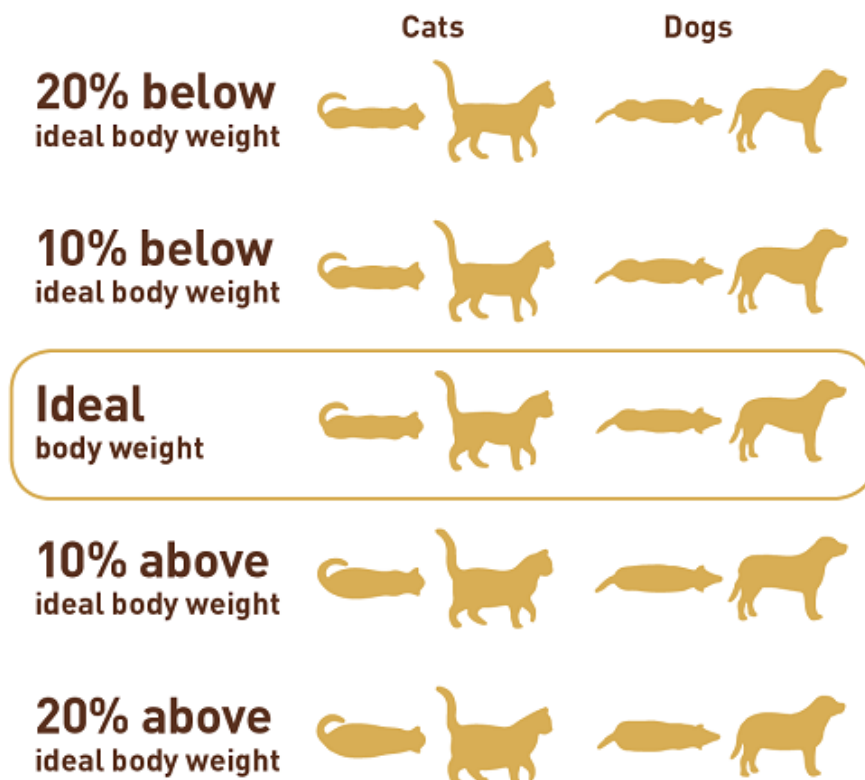 Cats Dogs
20% below
ideal body weight
10% below
ideal body weight
Ideal
body weight
10% above
ideal body weight
20% above
ideal body weight